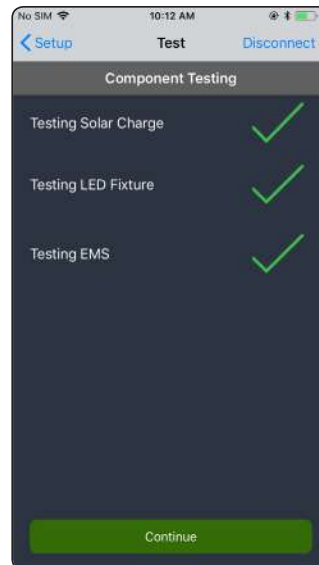 No SIM 10:12 AM
Setup Test Disconnect
Component Testing
Testing Solar Charge
Testing LED Fixture
Testing EMS
Continue